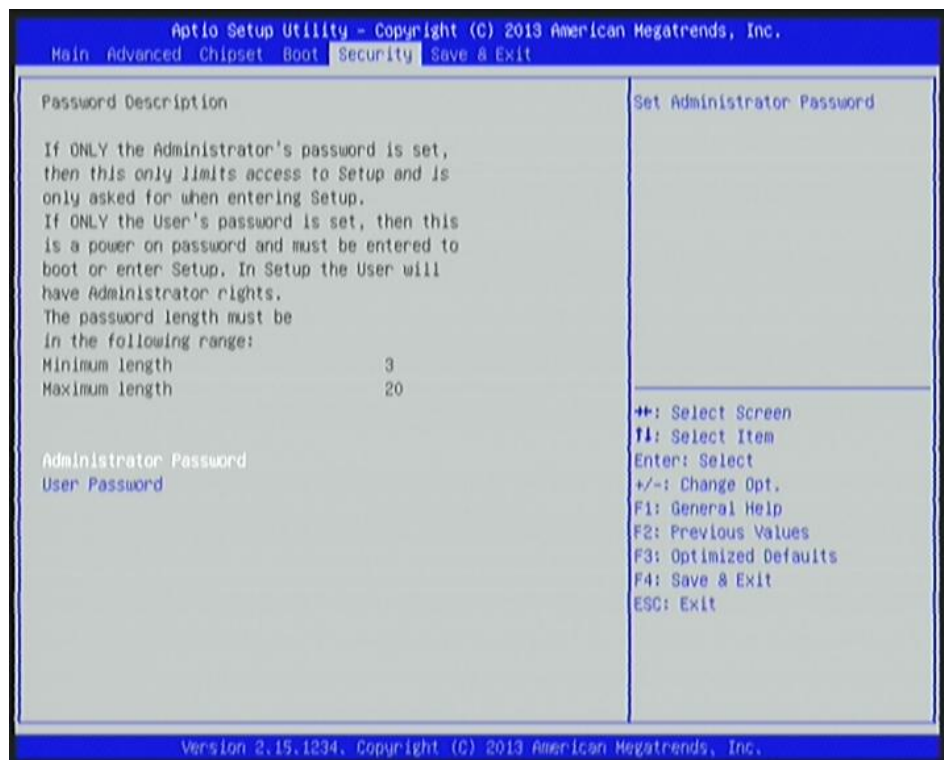 Aptio Setup Utility - Copyright (C) 2013 American Megatrends, Inc.
Main Advanced Chipset Boot Security Save & Exit
Password Description
If ONLY the Administrator's password is set,
then this only limits access to Setup and is
only asked for when entering Setup.
If ONLY the User's password is set, then this
is a power on password and must be entered to
boot or enter Setup. In Setup the User will
have Administrator rights.
The password length must be
in the following range:
Minimum length 3
Maximum length 20
Administrator Password
User Password
Set Administrator Password
→←: Select Screen
↑↓: Select Item
Enter: Select
+/-: Change Opt.
F1: General Help
F2: Previous Values
F3: Optimized Defaults
F4: Save & Exit
ESC: Exit
Version 2.15.1234. Copyright (C) 2013 American Megatrends, Inc.